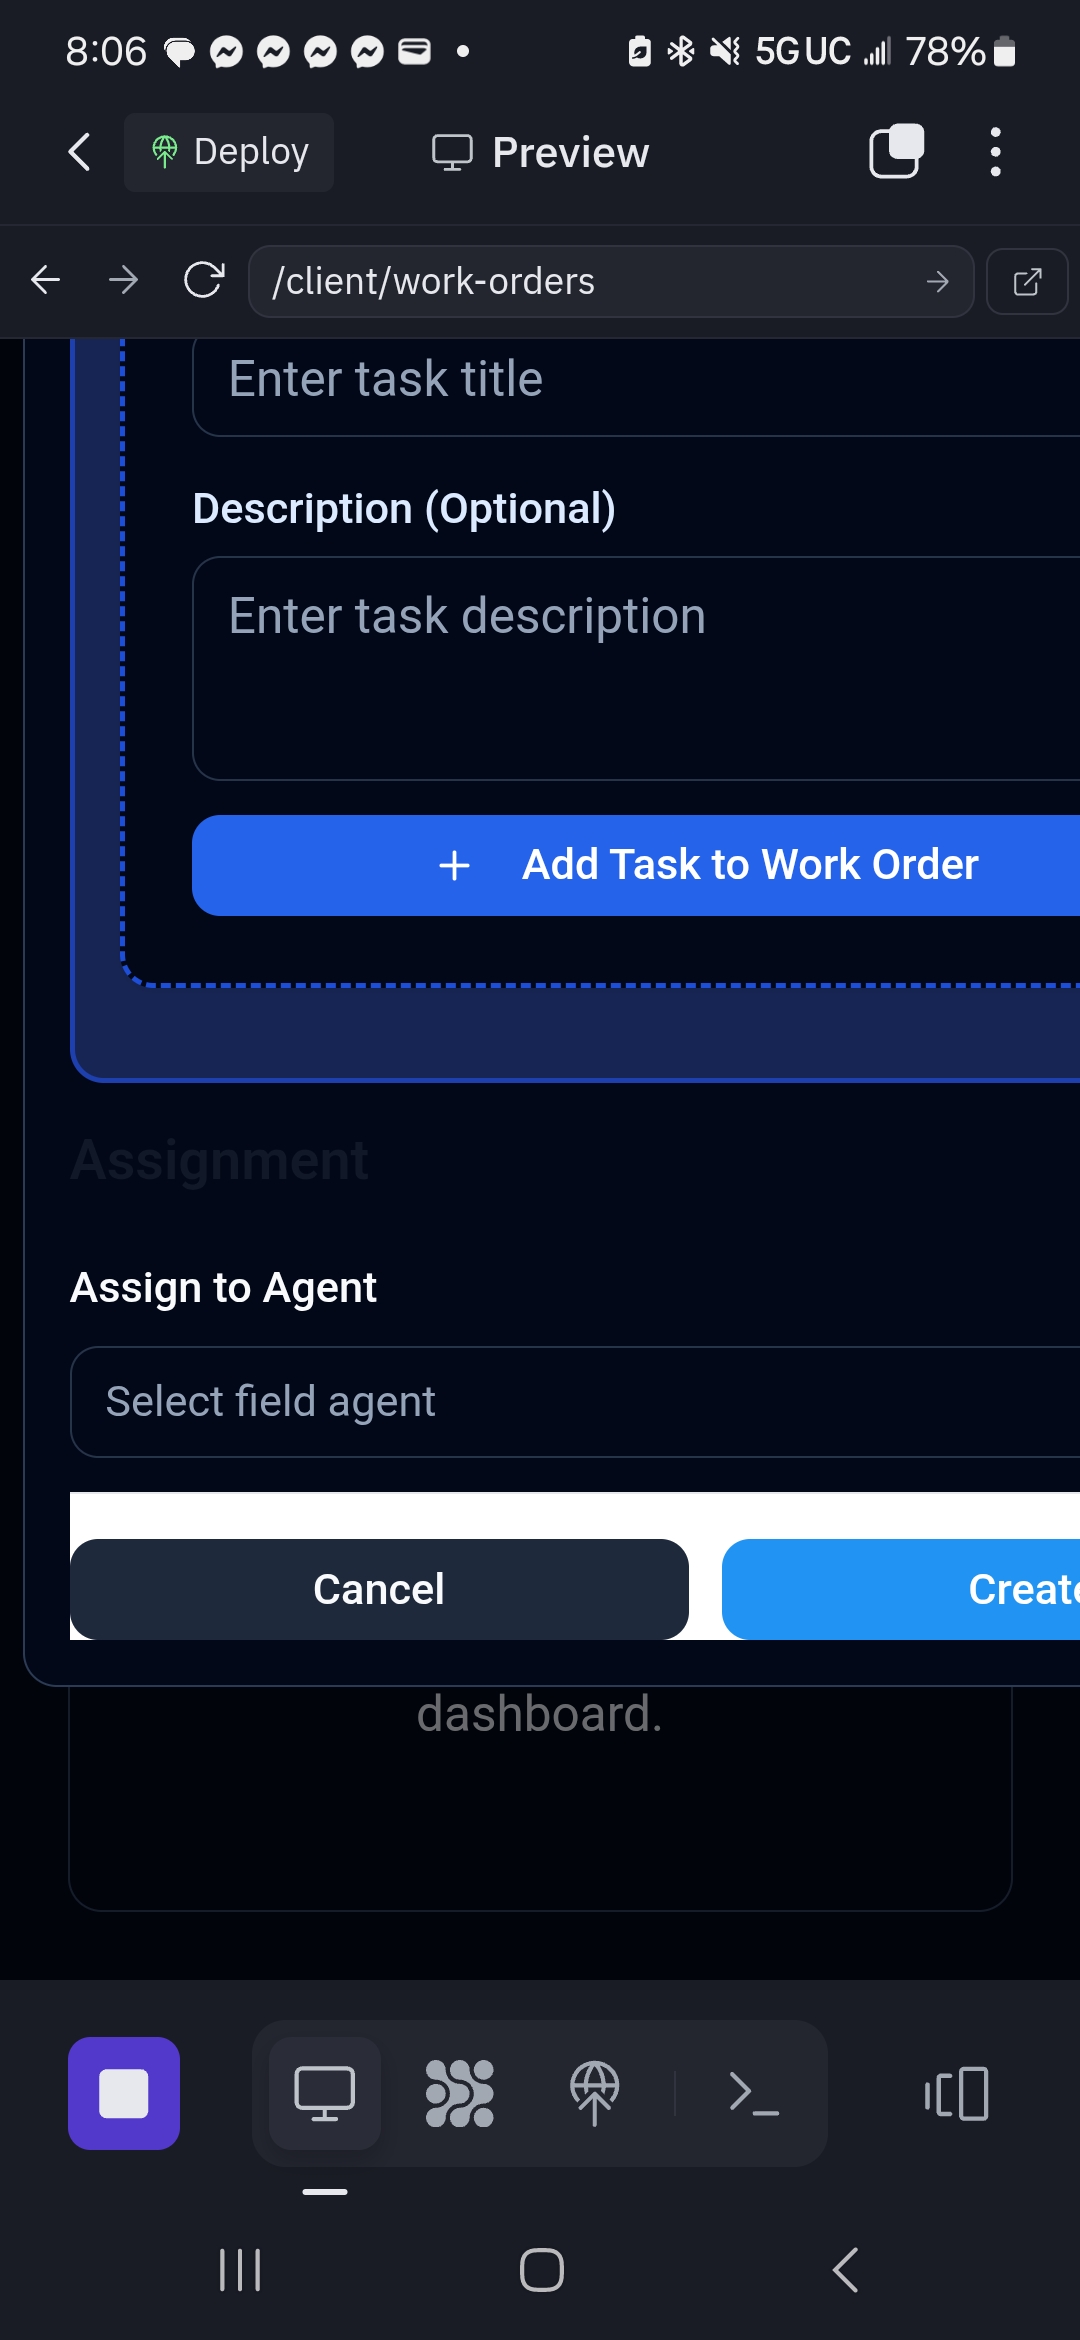 8:06
5G UC 78%
Deploy
Preview
/client/work-orders
Enter task title
Description (Optional)
Enter task description
+ Add Task to Work Order
Assignment
Assign to Agent
Select field agent
Cancel
Create
dashboard.